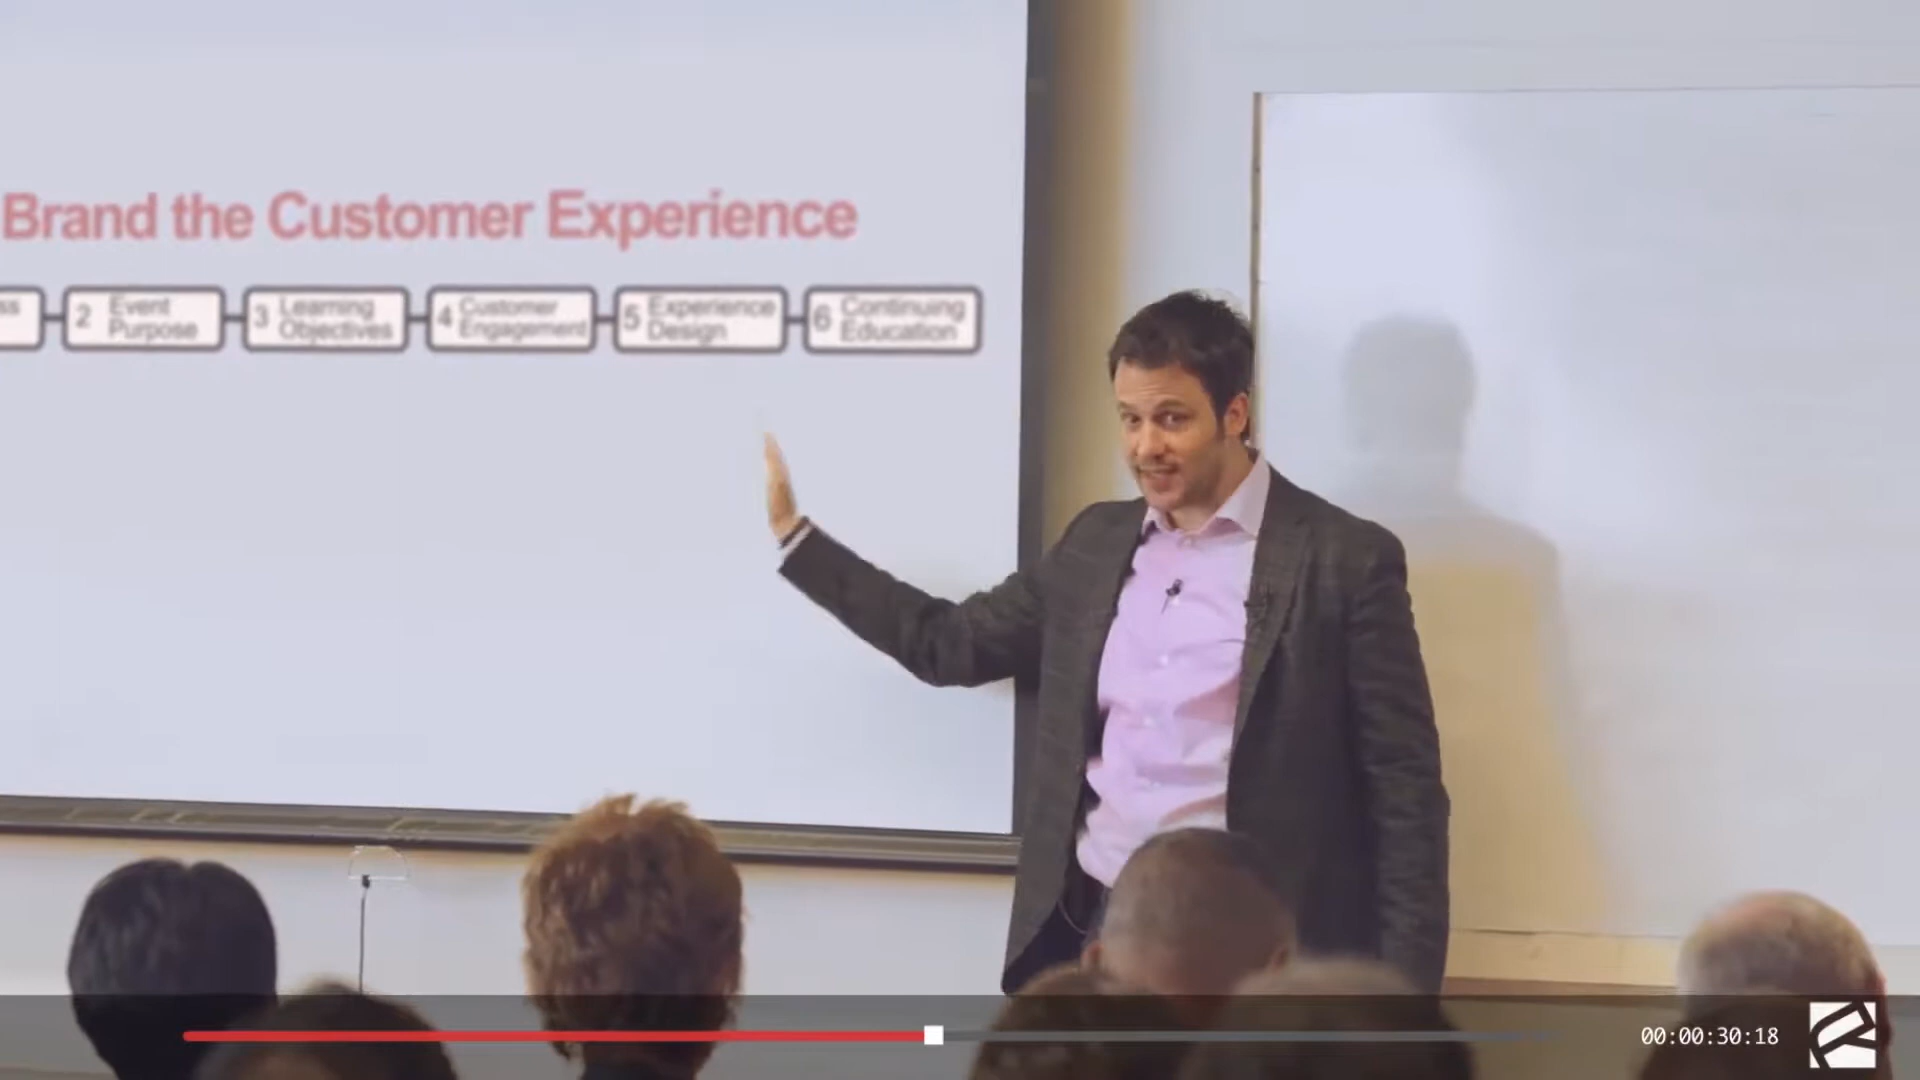 Brand the Customer Experience
ss
2 Event
Purpose
3 Learning
Objectives
4 Customer
Engagement
5 Experience
Design
6 Continuing
Education
00:00:30:18